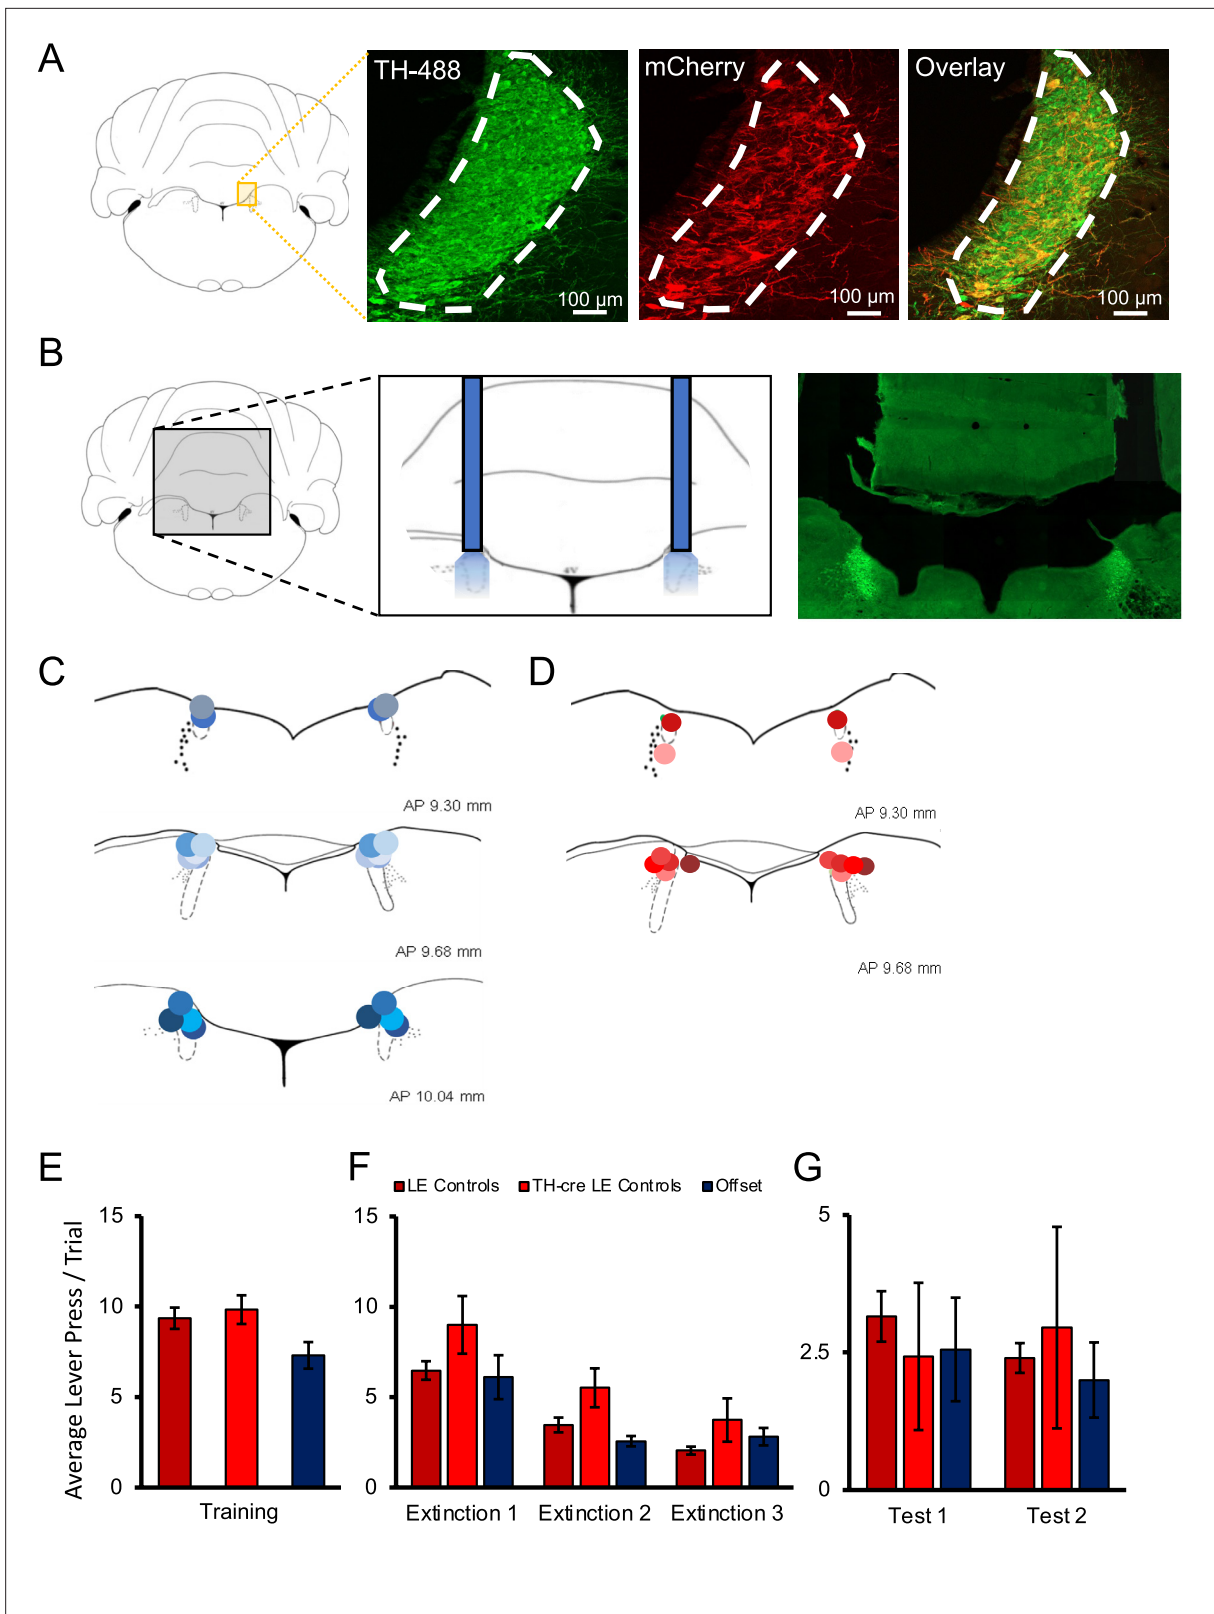 A
TH-488
mCherry
Overlay
100 µm
100 µm
100 µm
B
4V
C
D
AP 9.30 mm
AP 9.30 mm
AP 9.68 mm
AP 9.68 mm
AP 10.04 mm
E
F
G
LE Controls
TH-cre LE Controls
Offset
Average Lever Press / Trial
15
10
5
0
Training
15
10
5
0
Extinction 1
Extinction 2
Extinction 3
5
2.5
0
Test 1
Test 2